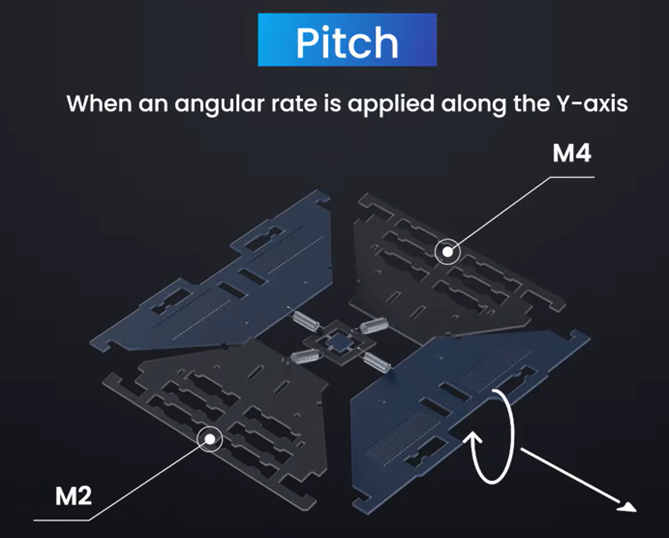 Pitch
When an angular rate is applied along the Y-axis
M4
M2